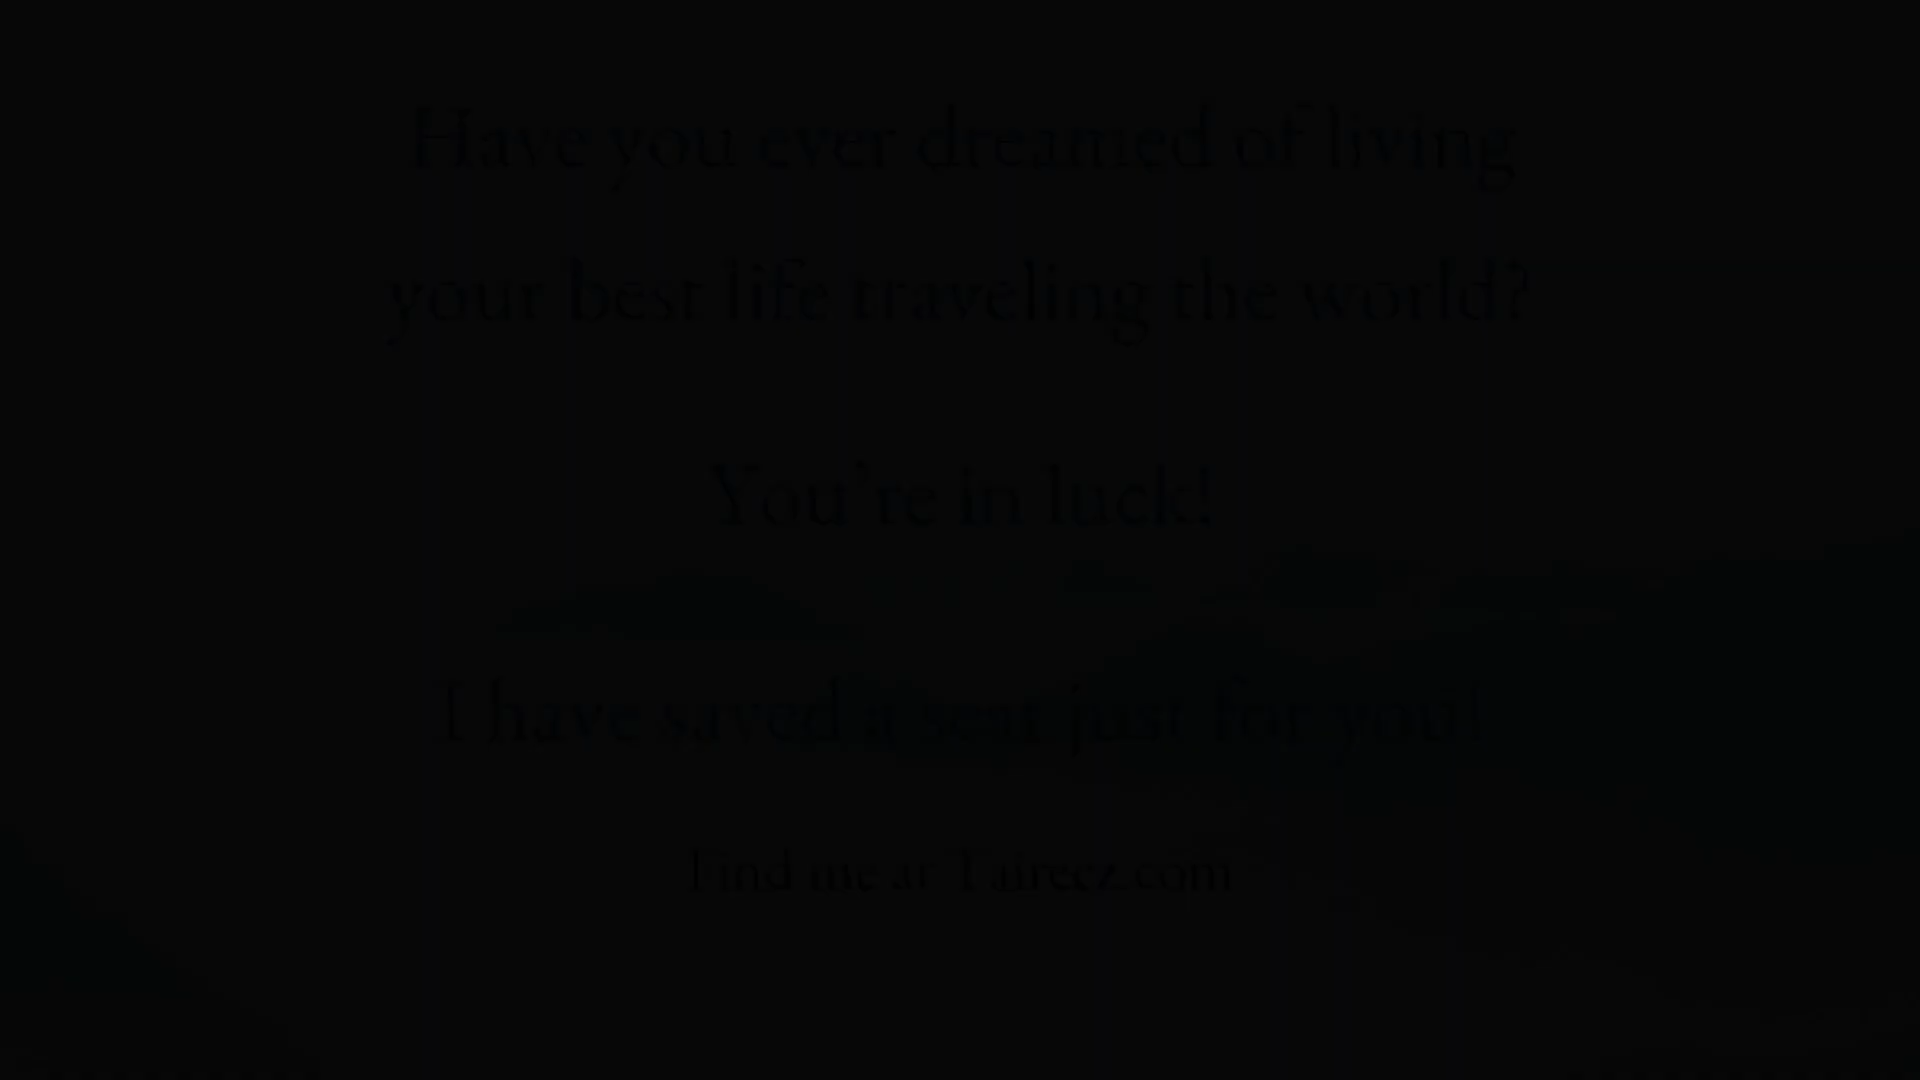 Have you ever dreamed of living
your best life traveling the world?
You're in luck!
I have saved a seat just for you!
Find me at